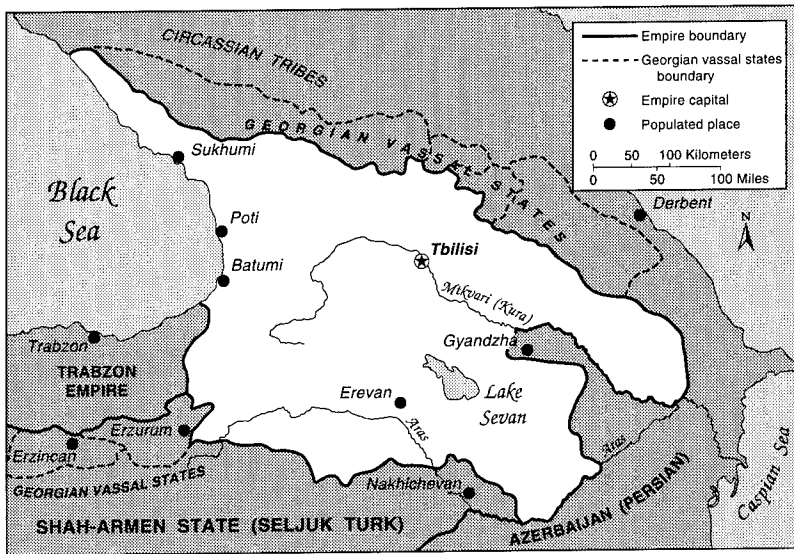 CIRCASSIAN TRIBES
GEORGIAN VASSAL STATES
Empire boundary
Georgian vassal states
boundary
Empire capital
Populated place
0 50 100 Kilometers
0 50 100 Miles
N
Derbent
Sukhumi
Black
Sea
Poti
Batumi
Tbilisi
Mtkvari (Kura)
Gyandzha
Trabzon
TRABZON
EMPIRE
Erevan
Lake
Sevan
Aras
Aras
Erzurum
Erzincan
GEORGIAN VASSAL STATES
Nakhichevan
SHAH-ARMEN STATE (SELJUK TURK)
AZERBAIJAN (PERSIAN)
Caspian Sea